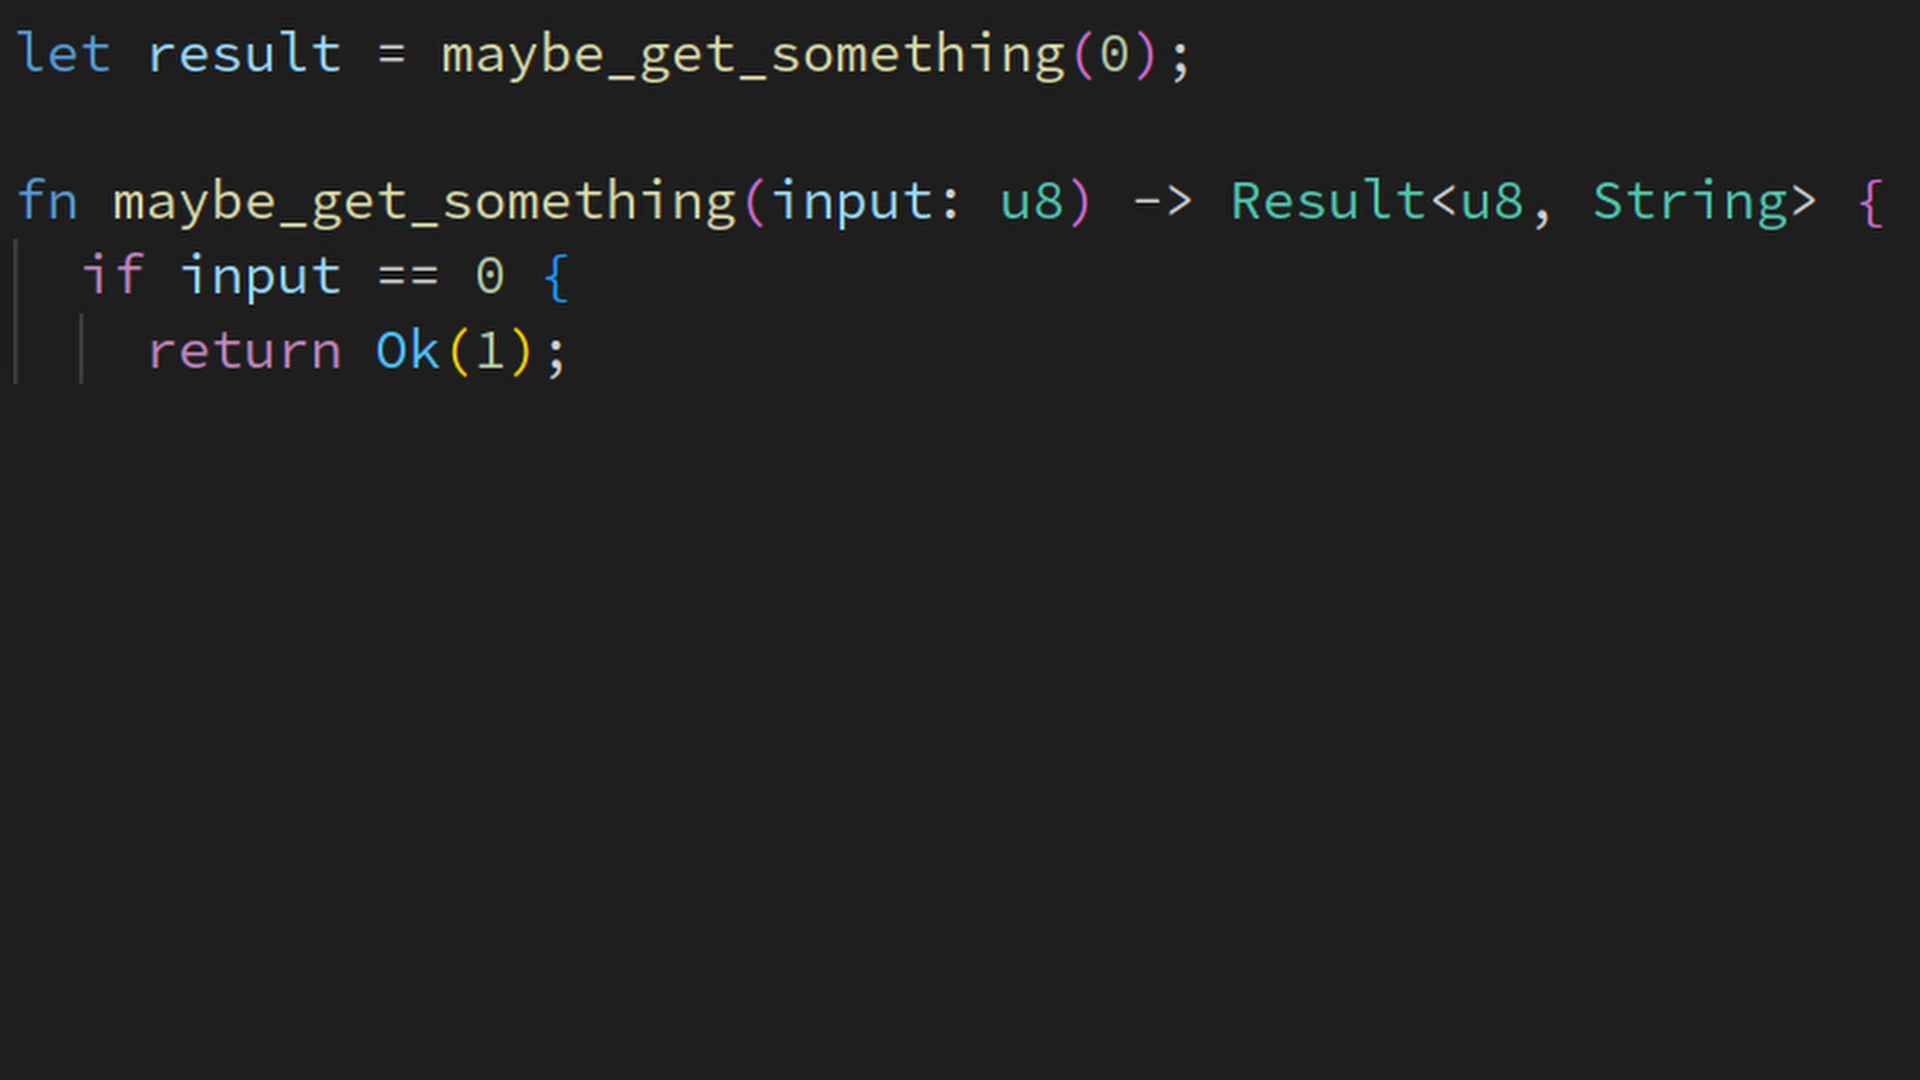 let result = maybe_get_something(0);
fn maybe_get_something(input: u8) -> Result<u8, String> {
if input == 0 {
return Ok(1);